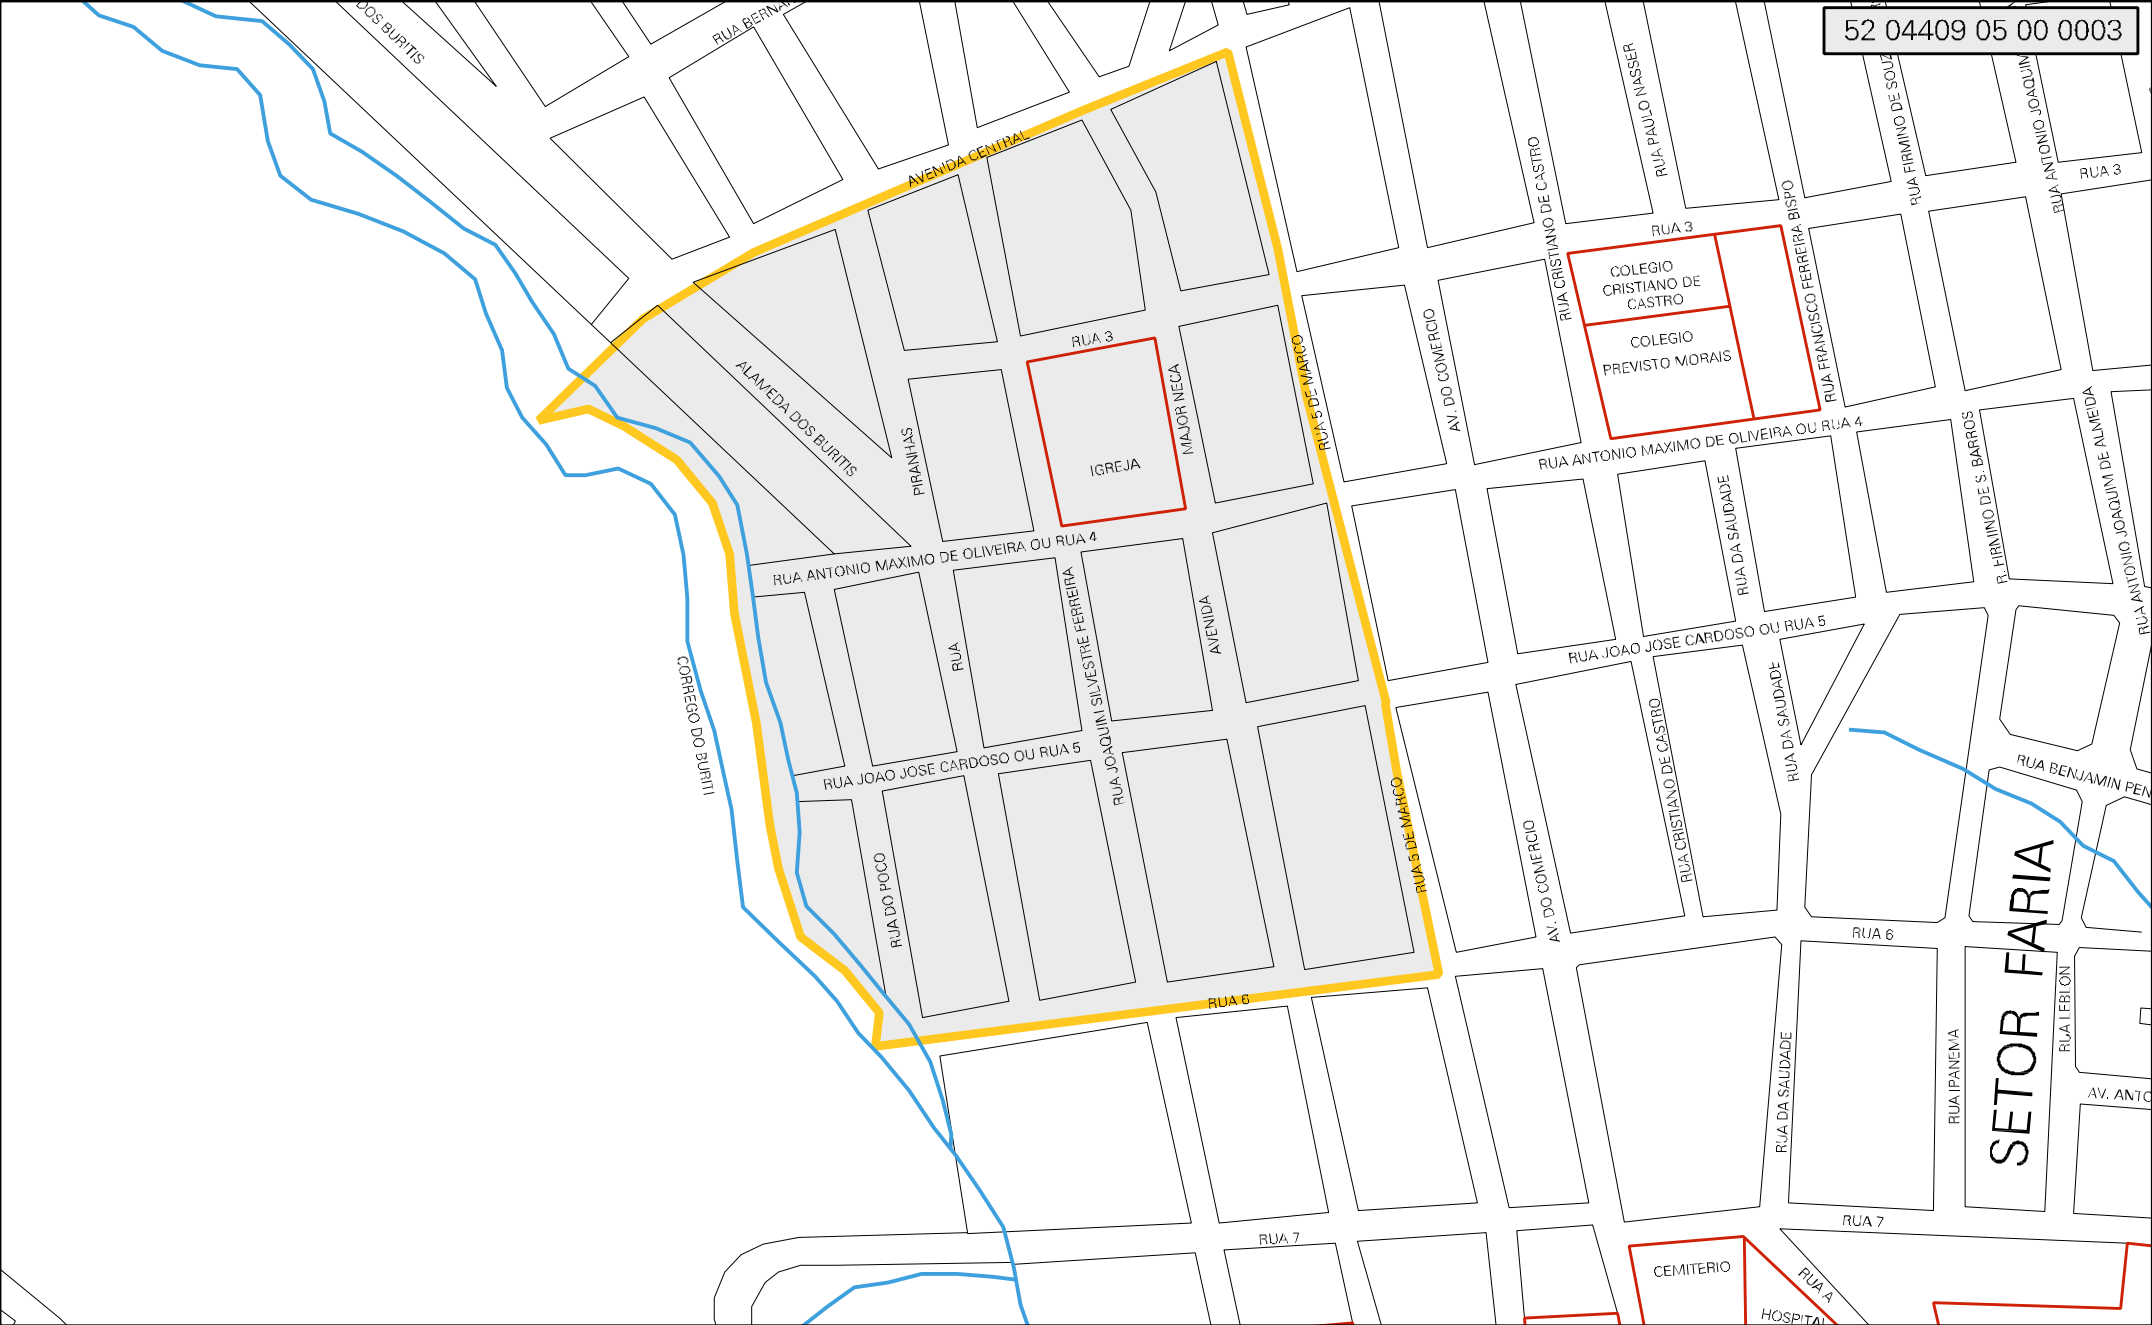 52 04409 05 00 0003
DOS BURITIS
AVENIDA CENTRAL
RUA PAULO NASSER
RUA CRISTIANO DE CASTRO
RUA FRANCISCO FERREIRA BISPO
RUA 3
RUA 3
COLEGIO
CRISTIANO DE
CASTRO
COLEGIO
PREVISTO MORAIS
RUA 3
ALAMEDA DOS BURITIS
PIRANHAS
IGREJA
MAJOR NECA
RUA 5 DE MARCO
AV. DO COMERCIO
RUA ANTONIO MAXIMO DE OLIVEIRA OU RUA 4
R. FIRMINO DE S. BARROS
RUA ANTONIO JOAQUIM DE ALMEIDA
RUA DA SAUDADE
RUA ANTONIO MAXIMO DE OLIVEIRA OU RUA 4
RUA
RUA JOAQUIM SILVESTRE FERREIRA
AVENIDA
RUA JOAO JOSE CARDOSO OU RUA 5
RUA JOAO JOSE CARDOSO OU RUA 5
CORREGO DO BURITI
RUA DO POCO
RUA 5 DE MARCO
AV. DO COMERCIO
RUA CRISTIANO DE CASTRO
RUA DA SAUDADE
RUA BENJAMIN PEN
SETOR FARIA
RUA 6
RUA 6
RUA LEBLON
RUA IPANEMA
RUA DA SAUDADE
AV. ANTO
RUA 7
RUA 7
CEMITERIO
RUA A
HOSPITAL
RUA FIRMINO DE SOUZ
RUA ANTONIO JOAQUIM